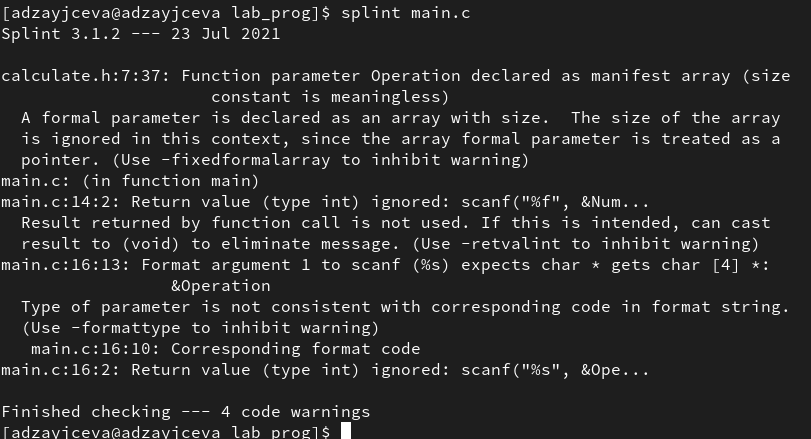 [adzayjceva@adzayjceva lab_prog]$ splint main.c
Splint 3.1.2 --- 23 Jul 2021

calculate.h:7:37: Function parameter Operation declared as manifest array (size
                     constant is meaningless)
  A formal parameter is declared as an array with size.  The size of the array
  is ignored in this context, since the array formal parameter is treated as a
  pointer. (Use -fixedformalarray to inhibit warning)
main.c: (in function main)
main.c:14:2: Return value (type int) ignored: scanf("%f", &Num...
  Result returned by function call is not used. If this is intended, can cast
  result to (void) to eliminate message. (Use -retvalint to inhibit warning)
main.c:16:13: Format argument 1 to scanf (%s) expects char * gets char [4] *:
                 &Operation
  Type of parameter is not consistent with corresponding code in format string.
  (Use -formattype to inhibit warning)
   main.c:16:10: Corresponding format code
main.c:16:2: Return value (type int) ignored: scanf("%s", &Ope...

Finished checking --- 4 code warnings
[adzayjceva@adzayjceva lab_prog]$